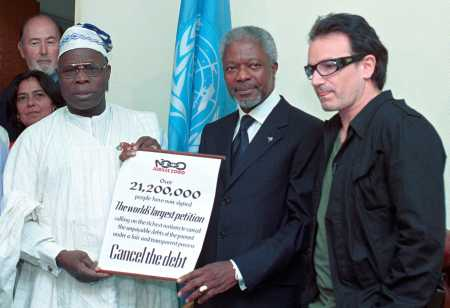 JUBILEE 2000
Over
21,200,000
people have now signed
The world's largest petition
calling on the richest nations to cancel
the unpayable debts of the poorest
under a fair and transparent process
Cancel the debt